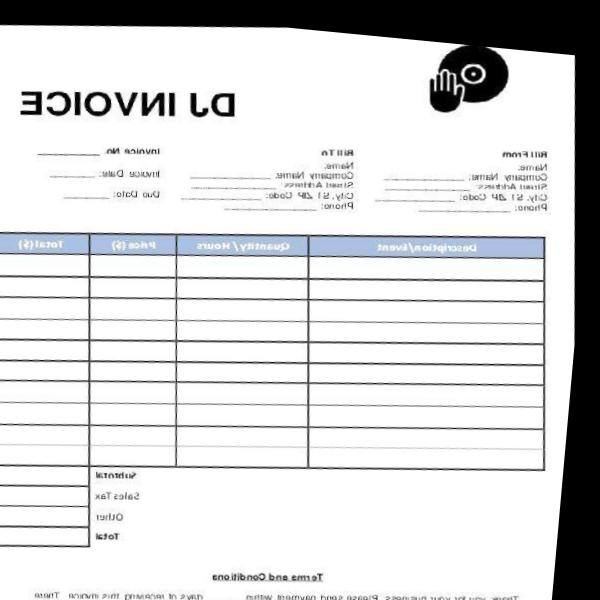 DJ INVOICE
Bill From
Name:
Company Name:
Street Address:
City, ST ZIP Code:
Phone:
Bill To
Name:
Company Name:
Street Address:
City, ST ZIP Code:
Phone:
Invoice No.
Invoice Date:
Due Date:
Description/Event Quantity/Hours Price ($) Total ($)
Subtotal
Sales Tax
Other
Total
Terms and Conditions
Thank you for your business. Please send payment within ______ days of receiving this invoice. There